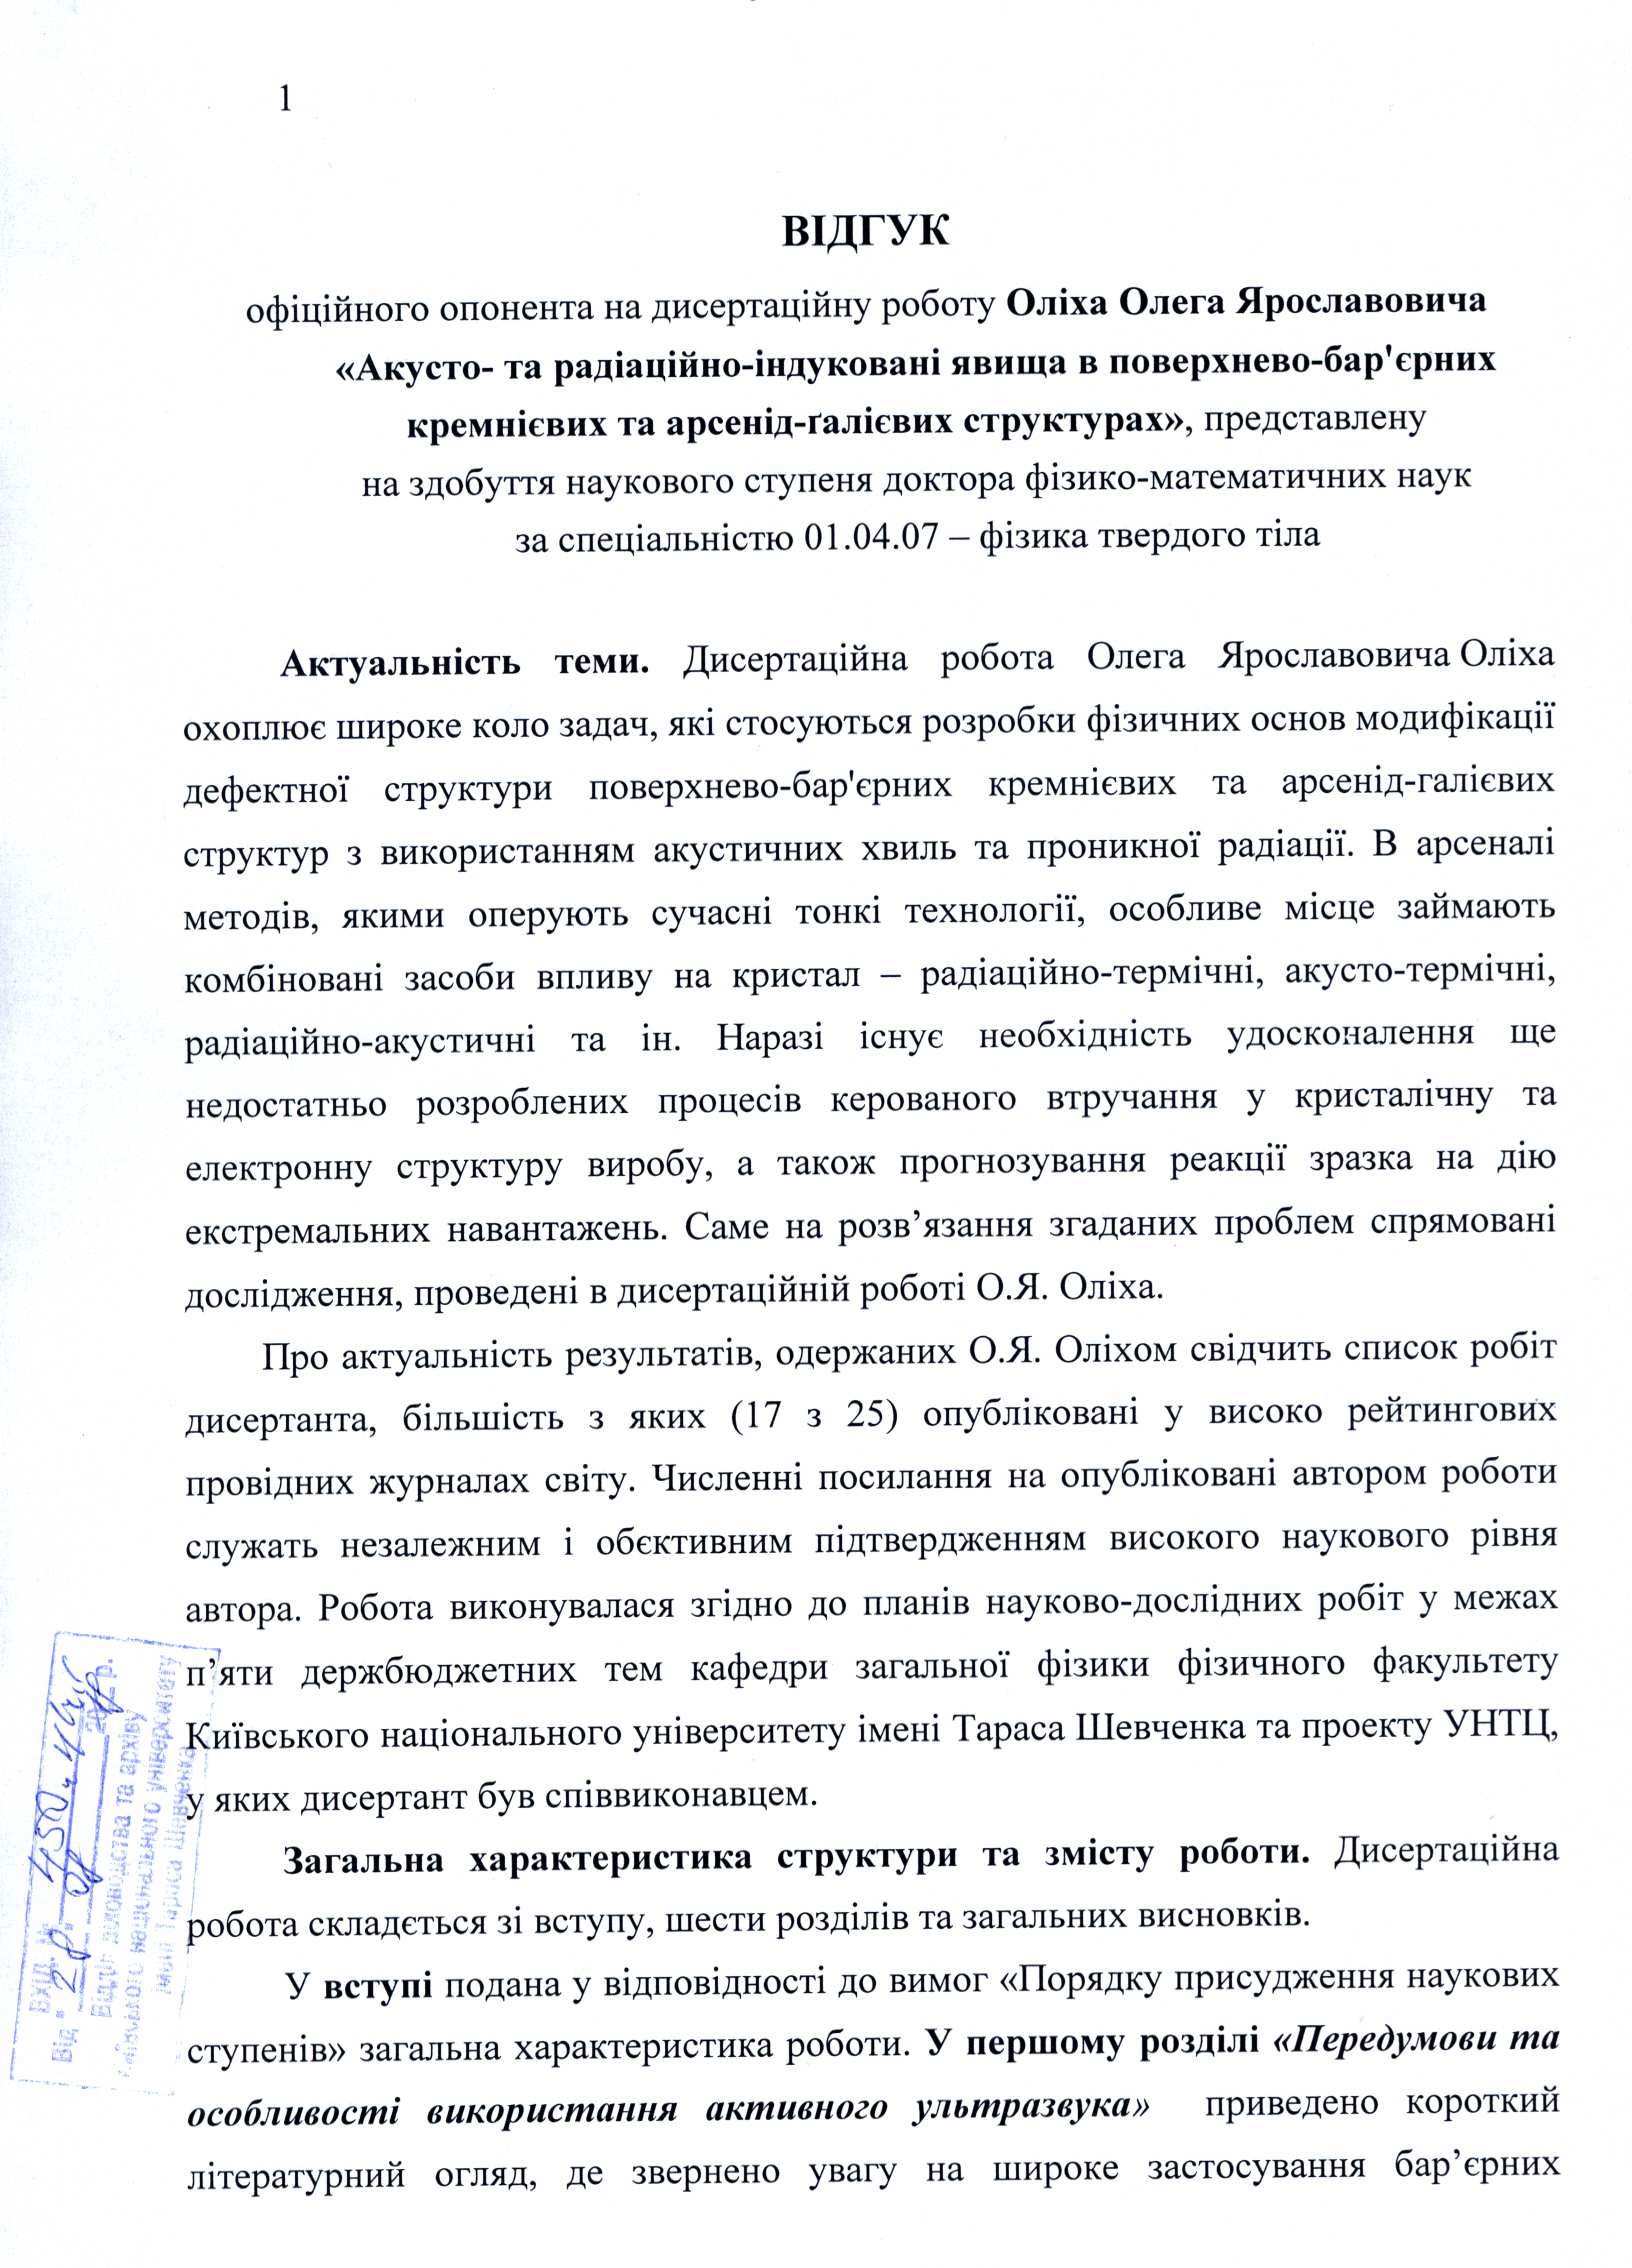 1
ВІДГУК
офіційного опонента на дисертаційну роботу Оліха Олега Ярославовича
«Акусто- та радіаційно-індуковані явища в поверхнево-бар'єрних
кремнієвих та арсенід-ґалієвих структурах», представлену
на здобуття наукового ступеня доктора фізико-математичних наук
за спеціальністю 01.04.07 – фізика твердого тіла
Актуальність теми. Дисертаційна робота Олега Ярославовича Оліха
охоплює широке коло задач, які стосуються розробки фізичних основ модифікації
дефектної структури поверхнево-бар'єрних кремнієвих та арсенід-галієвих
структур з використанням акустичних хвиль та проникної радіації. В арсеналі
методів, якими оперують сучасні тонкі технології, особливе місце займають
комбіновані засоби впливу на кристал – радіаційно-термічні, акусто-термічні,
радіаційно-акустичні та ін. Наразі існує необхідність удосконалення ще
недостатньо розроблених процесів керованого втручання у кристалічну та
електронну структуру виробу, а також прогнозування реакції зразка на дію
екстремальних навантажень. Саме на розв’язання згаданих проблем спрямовані
дослідження, проведені в дисертаційній роботі О.Я. Оліха.
Про актуальність результатів, одержаних О.Я. Оліхом свідчить список робіт
дисертанта, більшість з яких (17 з 25) опубліковані у високо рейтингових
провідних журналах світу. Численні посилання на опубліковані автором роботи
служать незалежним і обєктивним підтвердженням високого наукового рівня
автора. Робота виконувалася згідно до планів науково-дослідних робіт у межах
п’яти держбюджетних тем кафедри загальної фізики фізичного факультету
Київського національного університету імені Тараса Шевченка та проекту УНТЦ,
у яких дисертант був співвиконавцем.
Загальна характеристика структури та змісту роботи. Дисертаційна
робота складється зі вступу, шести розділів та загальних висновків.
У вступі подана у відповідності до вимог «Порядку присудження наукових
ступенів» загальна характеристика роботи. У першому розділі «Передумови та
особливості використання активного ультразвука» приведено короткий
літературний огляд, де звернено увагу на широке застосування бар’єрних
Вхід. №
Від " "
Відділ діловодства та архіву
Київського національного університету
імені Тараса Шевченка